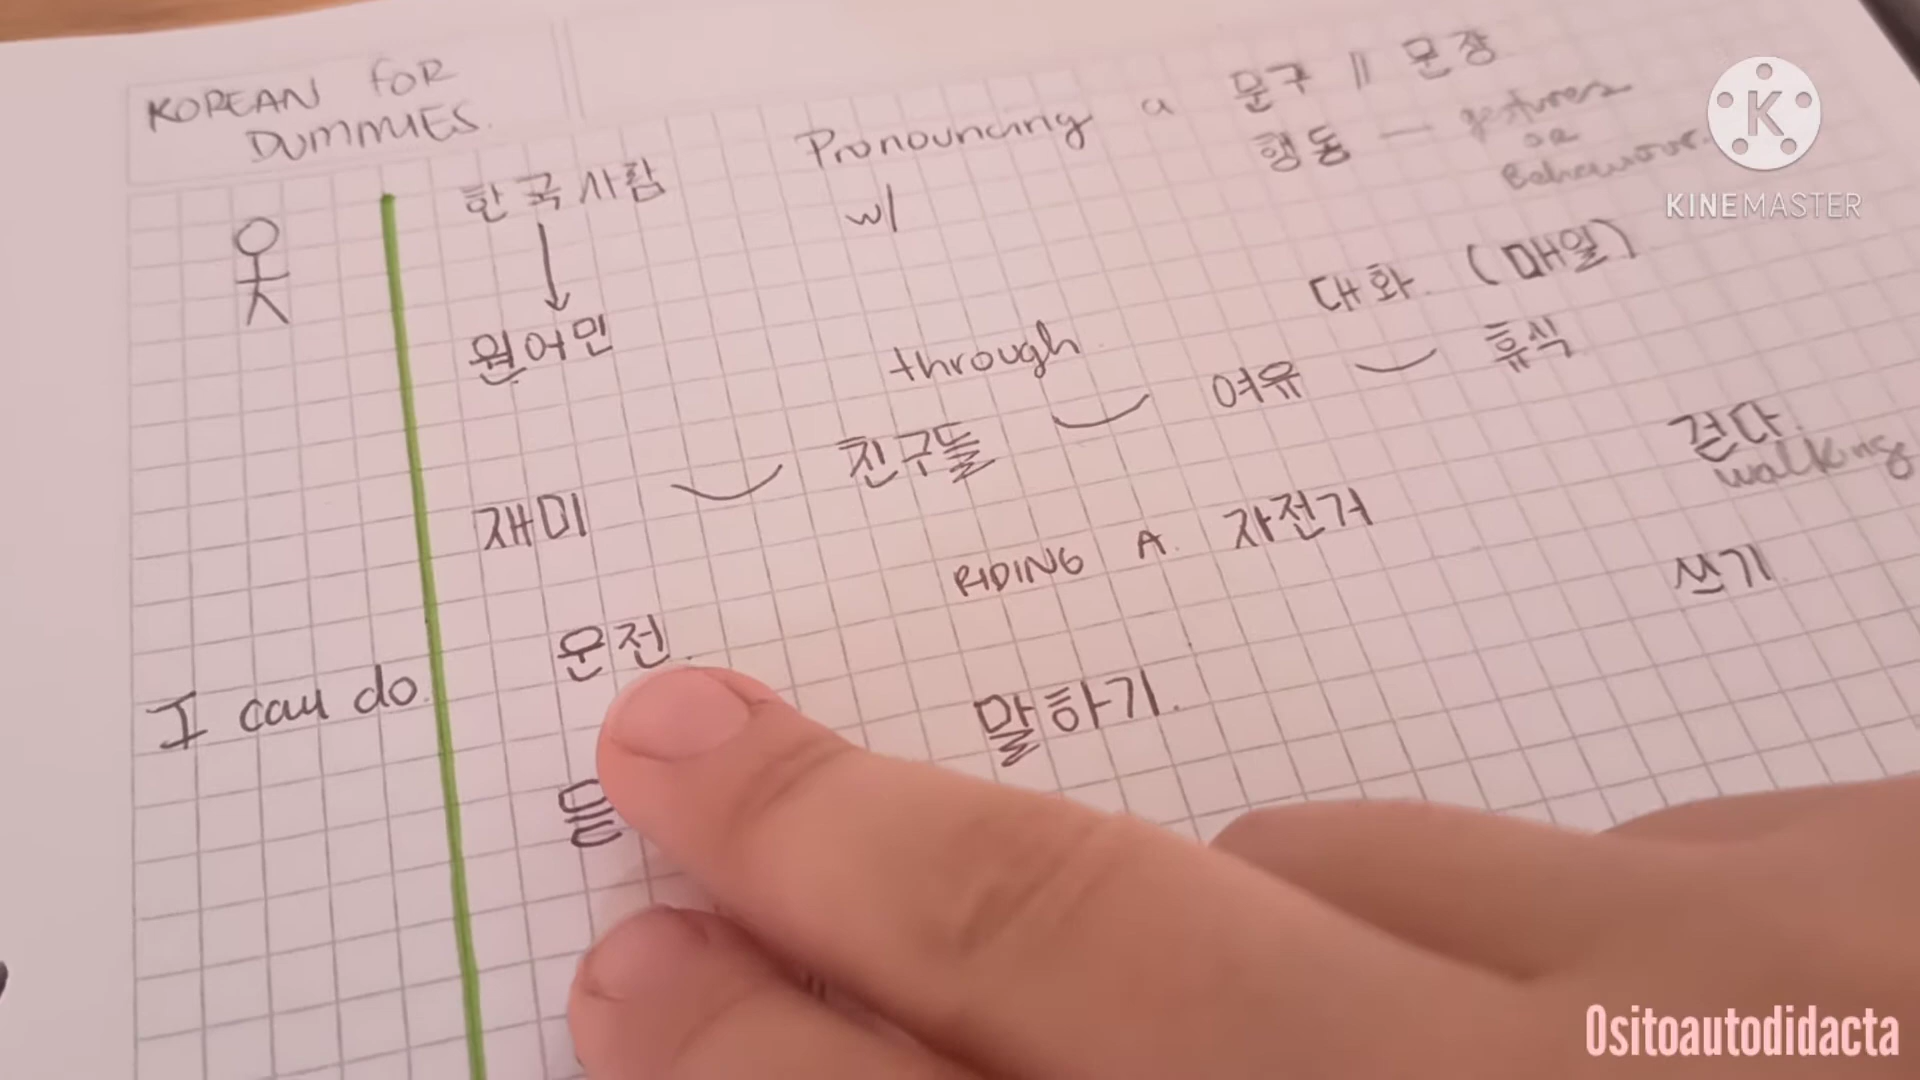 KOREAN FOR
DUMMIES.
Pronouncing a 문구 // 문장
한국사람
w/
행동 — gestures
or
Behaviour.
원어민
through
대화. (매일)
재미
친구들
여유
휴식
걷다.
walking
RIDING A. 자전거
쓰기
운전.
I can do.
말하기.
듣
K
KINEMASTER
Ositoautodidacta